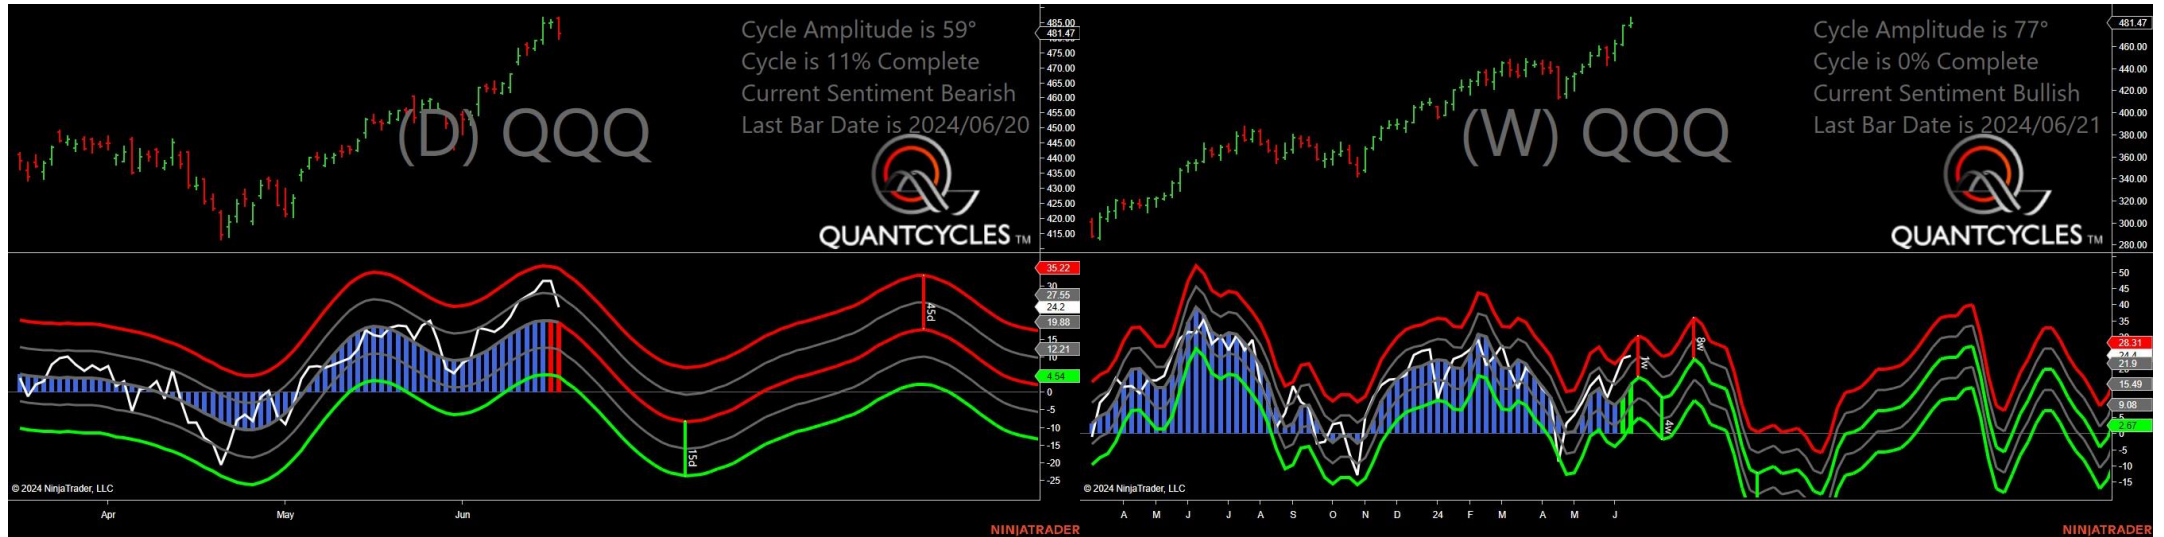 Cycle Amplitude is 59°
Cycle is 11% Complete
Current Sentiment Bearish
Last Bar Date is 2024/06/20
(D) QQQ
QUANTCYCLES TM
485.00
481.47
475.00
470.00
465.00
460.00
455.00
450.00
445.00
440.00
435.00
430.00
425.00
420.00
415.00
35.22
30
27.55
24.2
19.88
15
12.21
10
4.54
0
-5
-10
-15
-20
-25
45d
15d
© 2024 NinjaTrader, LLC
Apr
May
Jun
NINJATRADER
Cycle Amplitude is 77°
Cycle is 0% Complete
Current Sentiment Bullish
Last Bar Date is 2024/06/21
(W) QQQ
QUANTCYCLES TM
481.47
460.00
440.00
420.00
400.00
380.00
360.00
340.00
320.00
300.00
280.00
50
45
40
35
28.31
24.4
21.9
15.49
9.08
5
2.67
0
-5
-10
-15
1w
8w
4w
© 2024 NinjaTrader, LLC
A M J J A S O N D 24 F M A M J
NINJATRADER